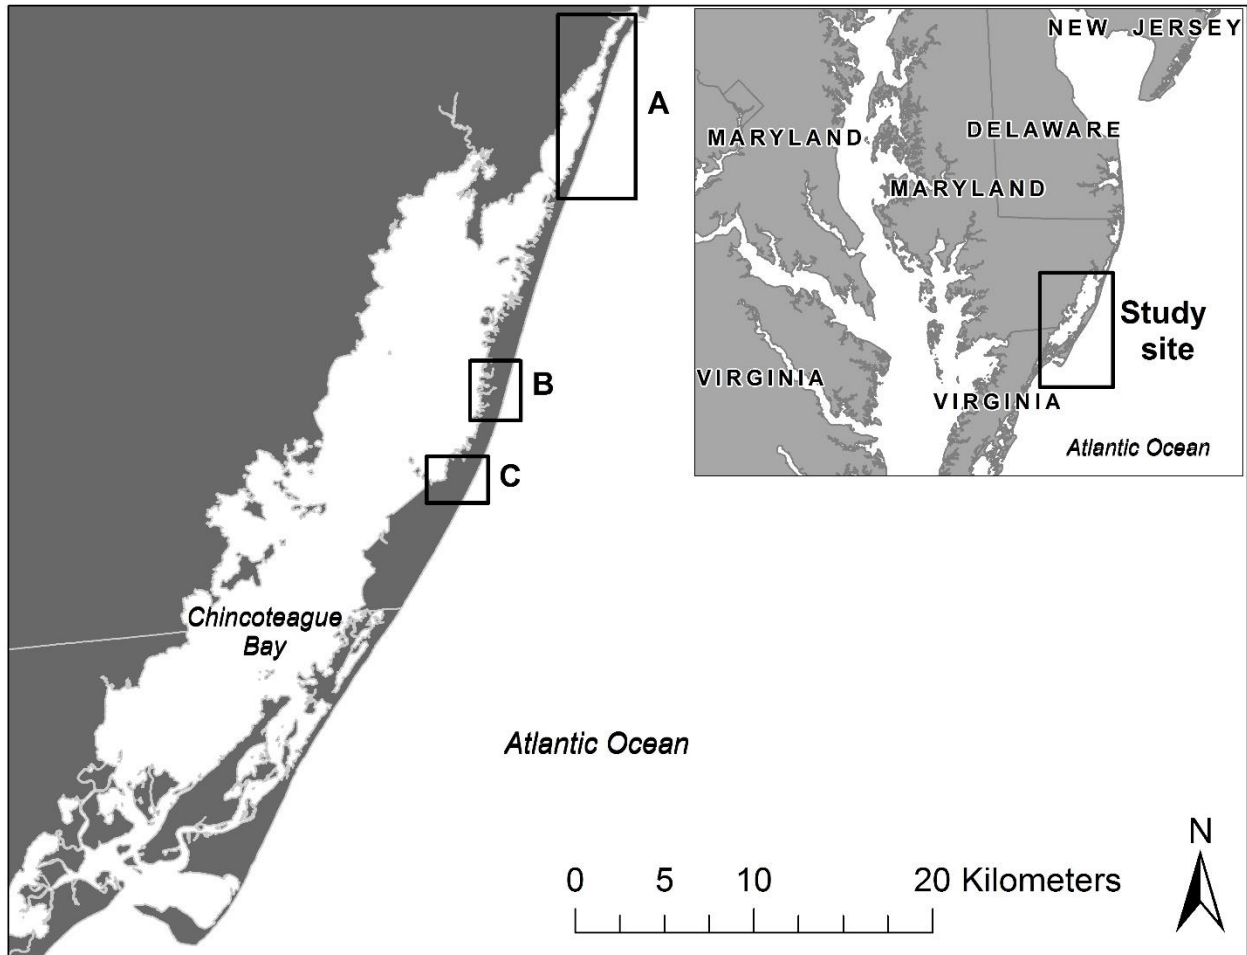 NEW JERSEY
A
MARYLAND
DELAWARE
MARYLAND
Study
site
B
VIRGINIA
VIRGINIA
Atlantic Ocean
C
Chincoteague
Bay
Atlantic Ocean
N
0 5 10 20 Kilometers